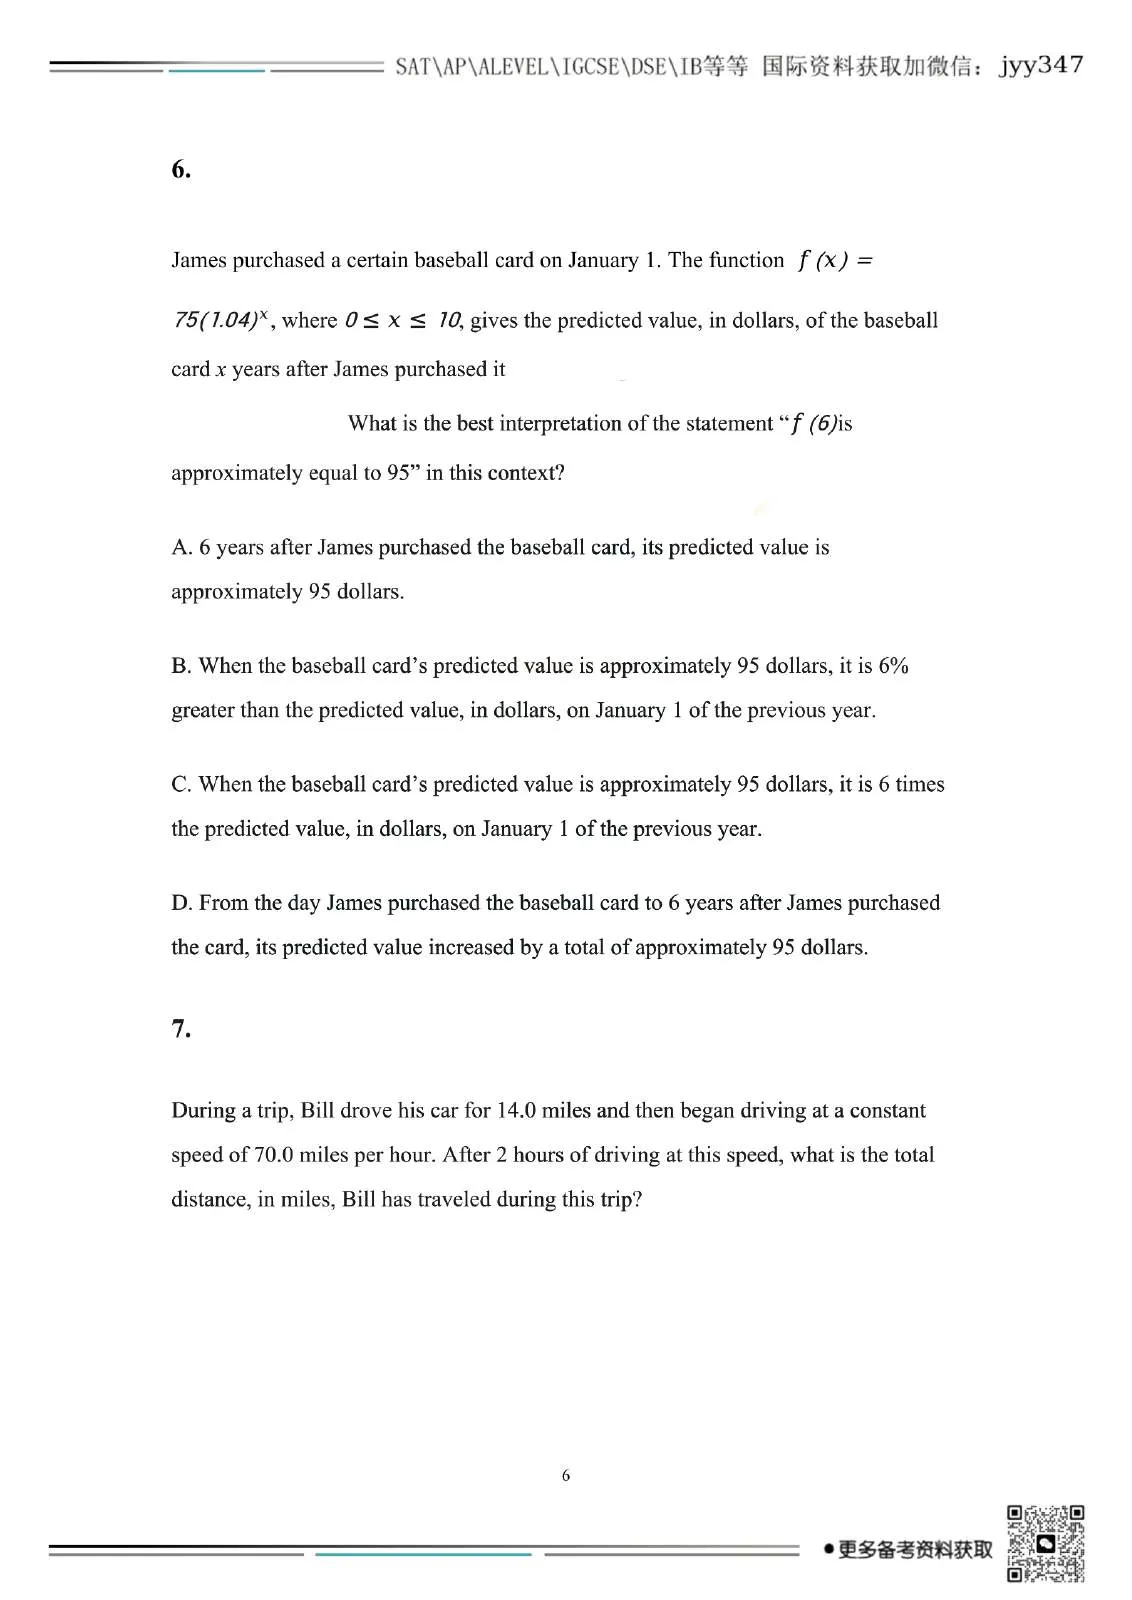 SAT\AP\ALEVEL\IGCSE\DSE\IB等等 国际资料获取加微信: jyy347
6.
James purchased a certain baseball card on January 1. The function f (x) =
75(1.04)ˣ, where 0 ≤ x ≤ 10, gives the predicted value, in dollars, of the baseball
card x years after James purchased it
What is the best interpretation of the statement “f (6)is
approximately equal to 95” in this context?
A. 6 years after James purchased the baseball card, its predicted value is
approximately 95 dollars.
B. When the baseball card’s predicted value is approximately 95 dollars, it is 6%
greater than the predicted value, in dollars, on January 1 of the previous year.
C. When the baseball card’s predicted value is approximately 95 dollars, it is 6 times
the predicted value, in dollars, on January 1 of the previous year.
D. From the day James purchased the baseball card to 6 years after James purchased
the card, its predicted value increased by a total of approximately 95 dollars.
7.
During a trip, Bill drove his car for 14.0 miles and then began driving at a constant
speed of 70.0 miles per hour. After 2 hours of driving at this speed, what is the total
distance, in miles, Bill has traveled during this trip?
6
●更多备考资料获取